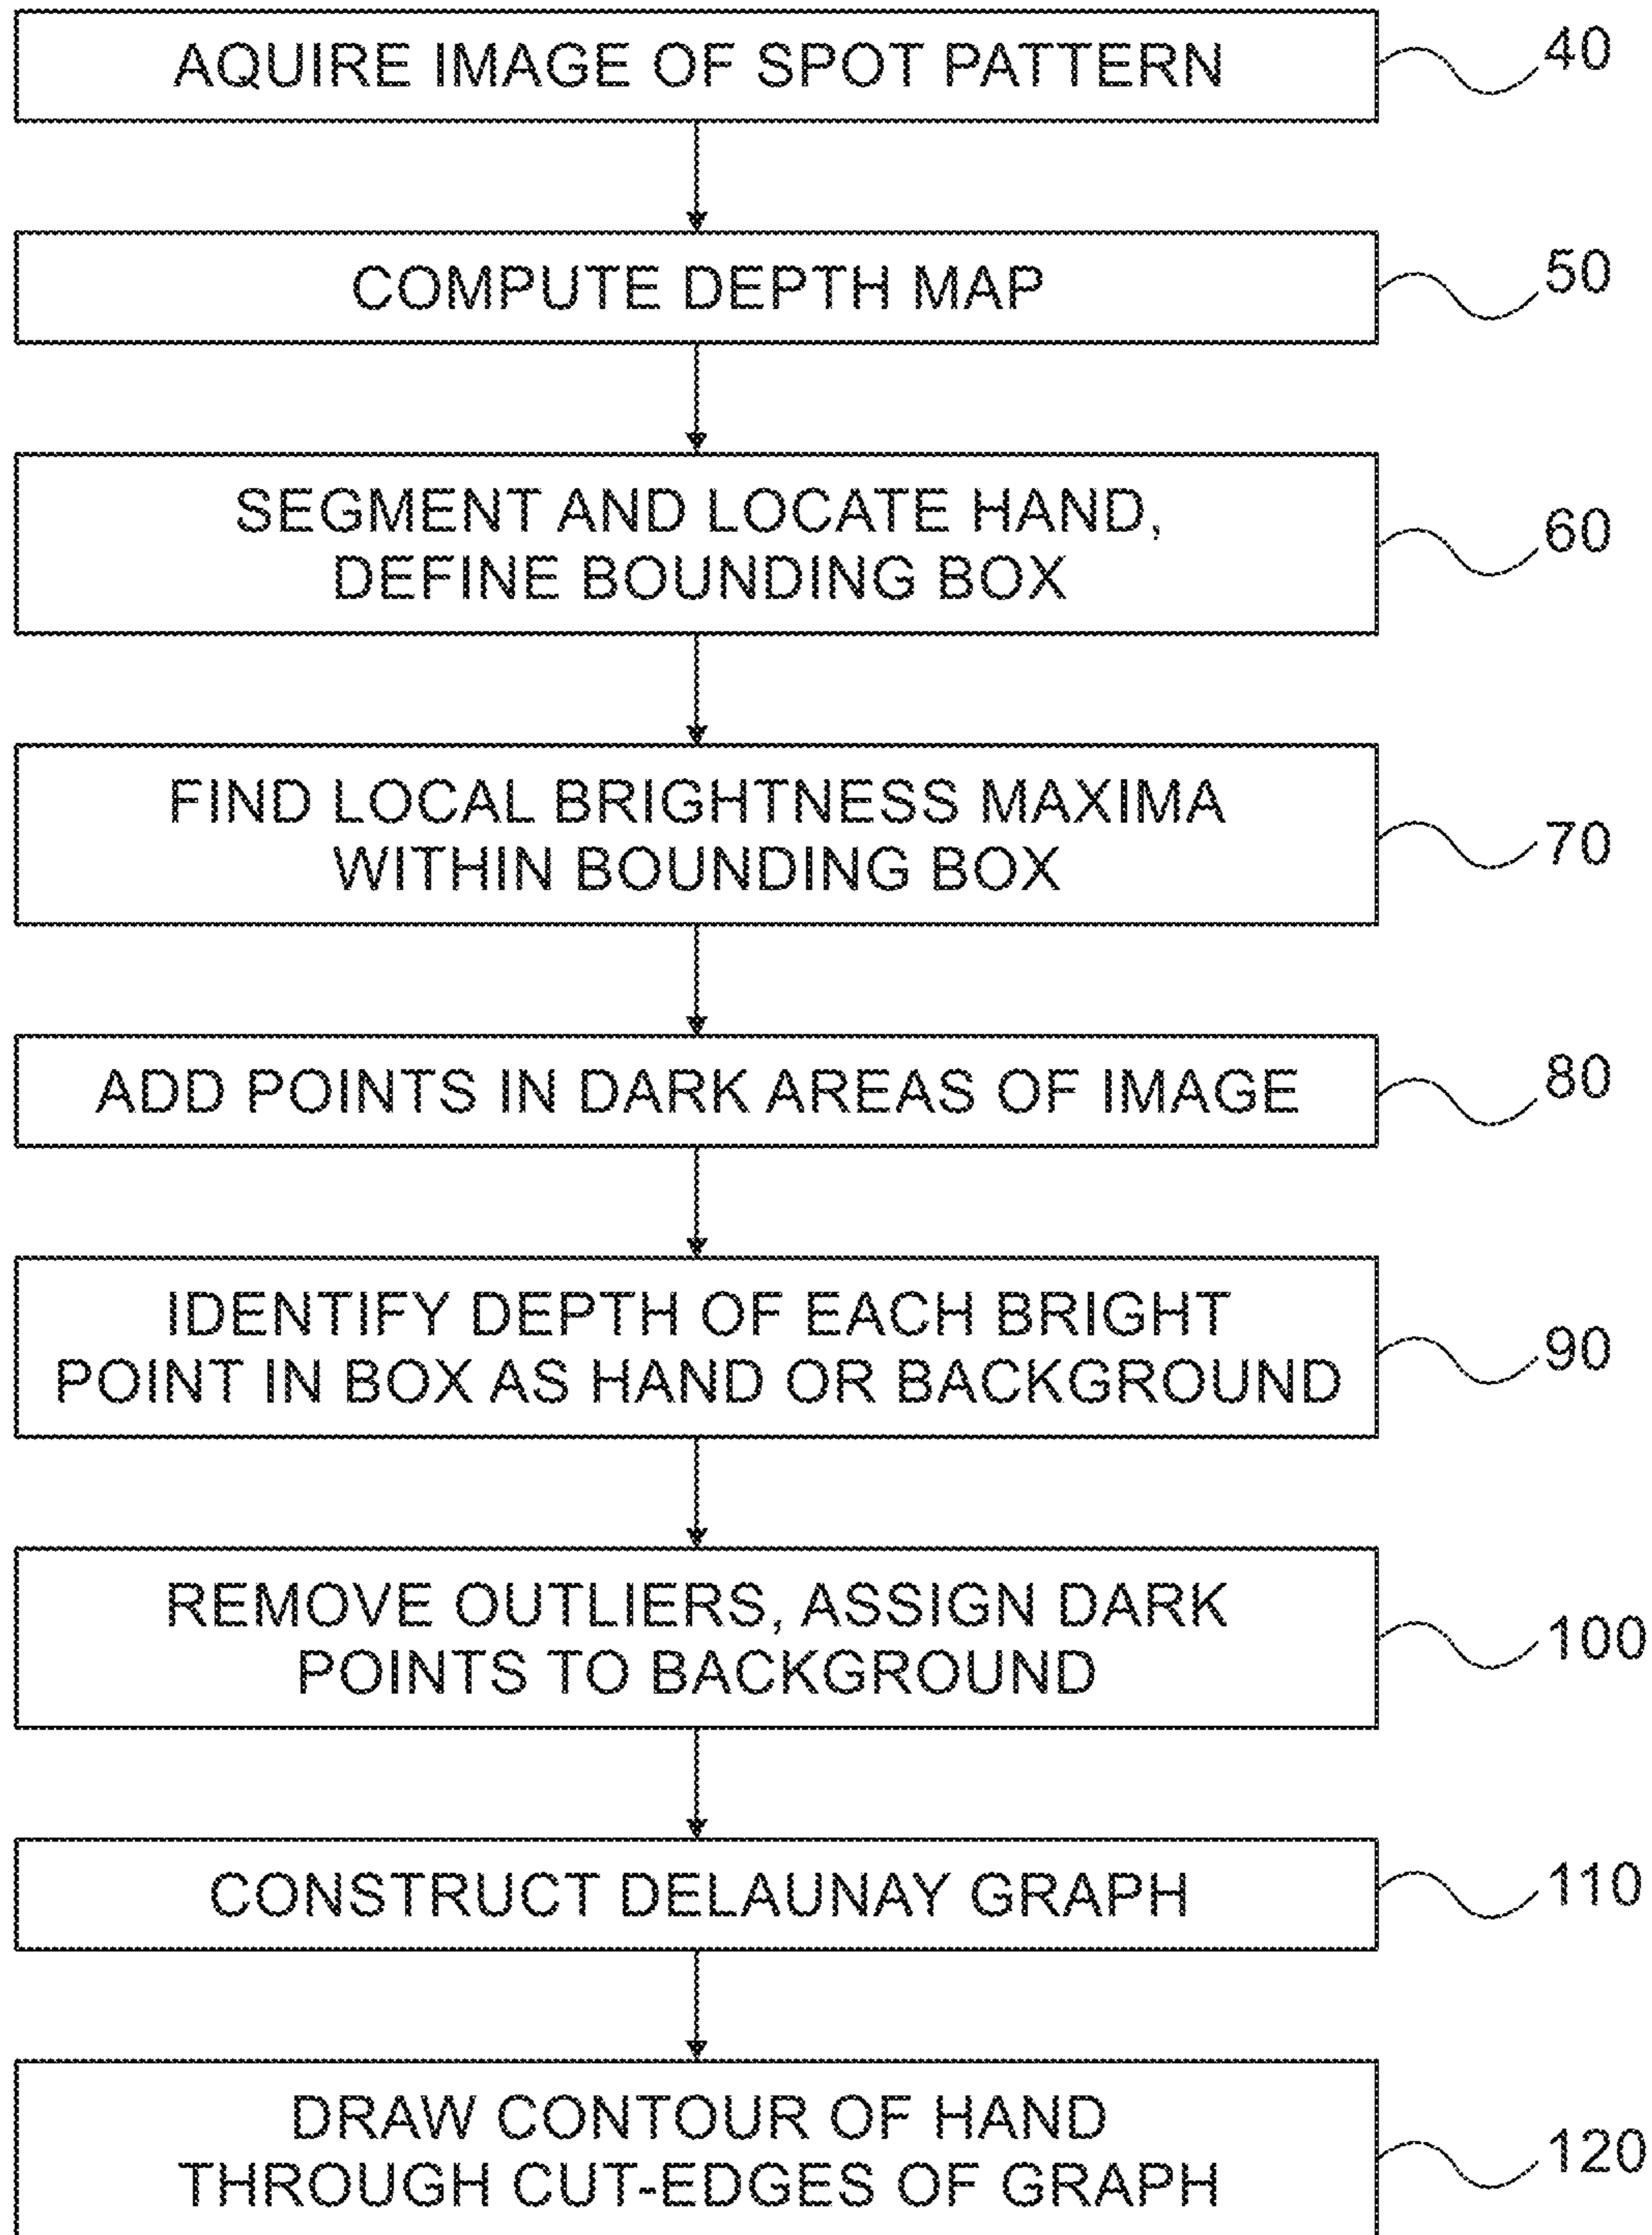 AQUIRE IMAGE OF SPOT PATTERN
40
COMPUTE DEPTH MAP
50
SEGMENT AND LOCATE HAND,
DEFINE BOUNDING BOX
60
FIND LOCAL BRIGHTNESS MAXIMA
WITHIN BOUNDING BOX
70
ADD POINTS IN DARK AREAS OF IMAGE
80
IDENTIFY DEPTH OF EACH BRIGHT
POINT IN BOX AS HAND OR BACKGROUND
90
REMOVE OUTLIERS, ASSIGN DARK
POINTS TO BACKGROUND
100
CONSTRUCT DELAUNAY GRAPH
110
DRAW CONTOUR OF HAND
THROUGH CUT-EDGES OF GRAPH
120